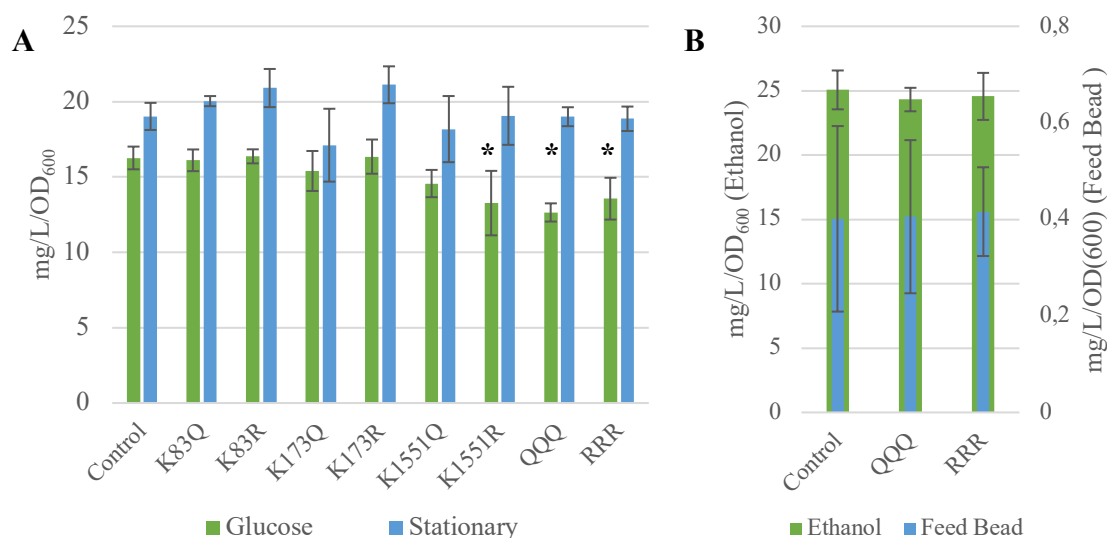 A
25
20
15
10
5
0
mg/L/OD600
* * *
Control K83Q K83R K173Q K173R K1551Q K1551R QQQ RRR
Glucose Stationary
B
30
25
20
15
10
5
0
mg/L/OD600 (Ethanol)
0,8
0,6
0,4
0,2
0
mg/L/OD(600) (Feed Bead)
Control QQQ RRR
Ethanol Feed Bead